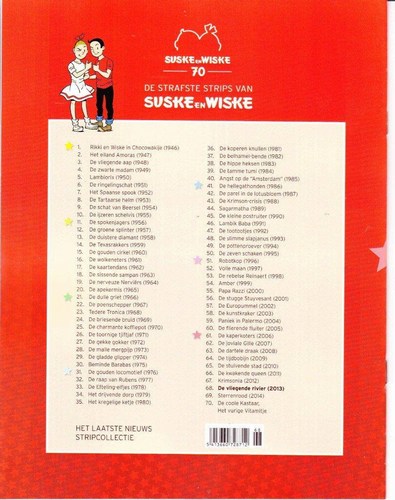 SUSKE EN WISKE
70
DE STRAFSTE STRIPS VAN
SUSKE EN WISKE
1. Rikki en Wiske in Chocowakije (1946)
2. Het eiland Amoras (1947)
3. De vliegende aap (1948)
4. De zwarte madam (1949)
5. Lambiorix (1950)
6. De ringelingschat (1951)
7. Het Spaanse spook (1952)
8. De Tartaarse helm (1953)
9. De schat van Beersel (1954)
10. De ijzeren schelvis (1955)
11. De spokenjagers (1956)
12. De groene splinter (1957)
13. De duistere diamant (1958)
14. De Texasrakkers (1959)
15. De gouden cirkel (1960)
16. De wolkeneters (1961)
17. De kaartendans (1962)
18. De sissende sampan (1963)
19. De nerveuze Nerviërs (1964)
20. De apekermis (1965)
21. De dulle griet (1966)
22. De poenschepper (1967)
23. Tedere Tronica (1968)
24. De briesende bruid (1969)
25. De charmante koffiepot (1970)
26. De toornige tjiftjaf (1971)
27. De gekke gokker (1972)
28. De malle mergpijp (1973)
29. De gladde glipper (1974)
30. Beminde Barabas (1975)
31. De gouden locomotief (1976)
32. De raap van Rubens (1977)
33. De Efteling-elfjes (1978)
34. Het drijvende dorp (1979)
35. Het kregelige ketje (1980)
36. De koperen knullen (1981)
37. De belhamel-bende (1982)
38. De hippe heksen (1983)
39. De kamine tumi (1984)
40. Angst op de "Amsterdam" (1985)
41. De hellegathonden (1986)
42. De parel in de lotusbloem (1987)
43. De Krimson-crisis (1988)
44. Sagarmatha (1989)
45. De kleine postruiter (1990)
46. Lambik Baba (1991)
47. De tootootjes (1992)
48. De slimme slapjanus (1993)
49. De pottenproever (1994)
50. De zeven schaken (1995)
51. Robotkop (1996)
52. Volle maan (1997)
53. De rebelse Reinaert (1998)
54. Amber (1999)
55. Papa Razzi (2000)
56. De stugge Stuyvesant (2001)
57. De Europummel (2002)
58. De kunstkraker (2003)
59. Paniek in Palermo (2004)
60. De flierende fluiter (2005)
61. De kaperkoters (2006)
62. De joviale Gille (2007)
63. De dartele draak (2008)
64. De tijdbobijn (2009)
65. De stuivende stad (2010)
66. De kwakende queen (2011)
67. Krimsonia (2012)
68. De vliegende rivier (2013)
69. Sterrenrood (2014)
70. De coole Kastaar,
Het vurige Vitamitje
HET LAATSTE NIEUWS
STRIPCOLLECTIE
68